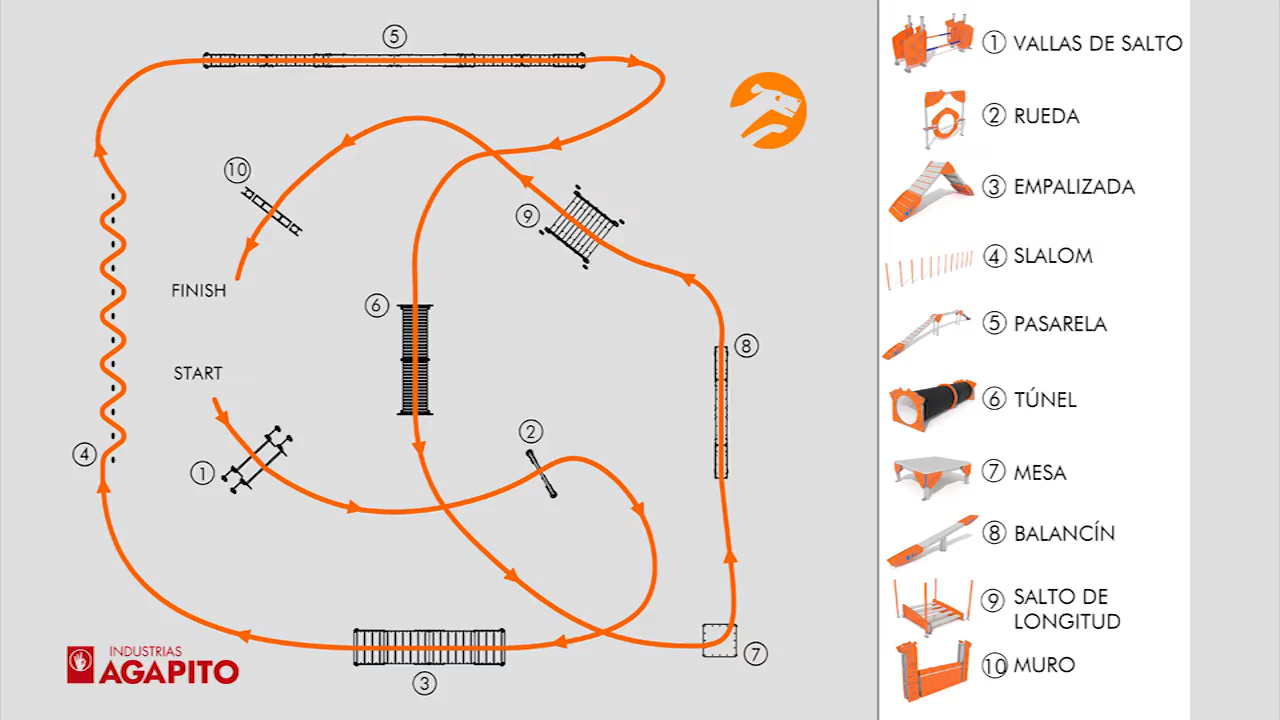 5
10
9
FINISH
6
8
START
2
4
1
7
3
INDUSTRIAS
AGAPITO
1 VALLAS DE SALTO
2 RUEDA
3 EMPALIZADA
4 SLALOM
5 PASARELA
6 TÚNEL
7 MESA
8 BALANCÍN
9 SALTO DE
LONGITUD
10 MURO